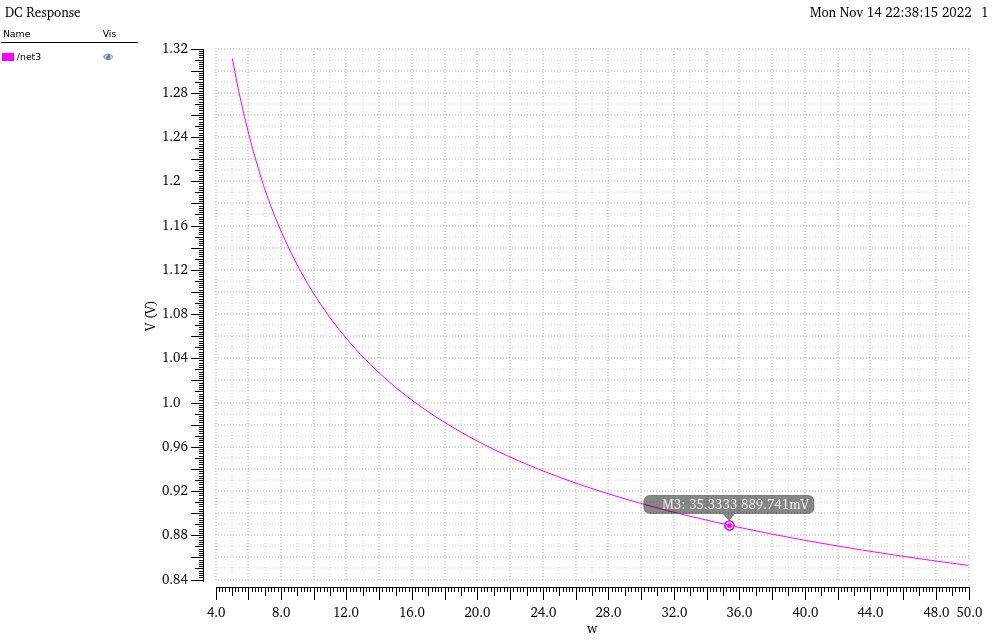 DC Response
Mon Nov 14 22:38:15 2022 1
Name Vis
/net3
1.32
1.28
1.24
1.2
1.16
1.12
1.08
1.04
1.0
0.96
0.92
0.88
0.84
V (V)
M3: 35.3333 889.741mV
4.0 8.0 12.0 16.0 20.0 24.0 28.0 32.0 36.0 40.0 44.0 48.0 50.0
w